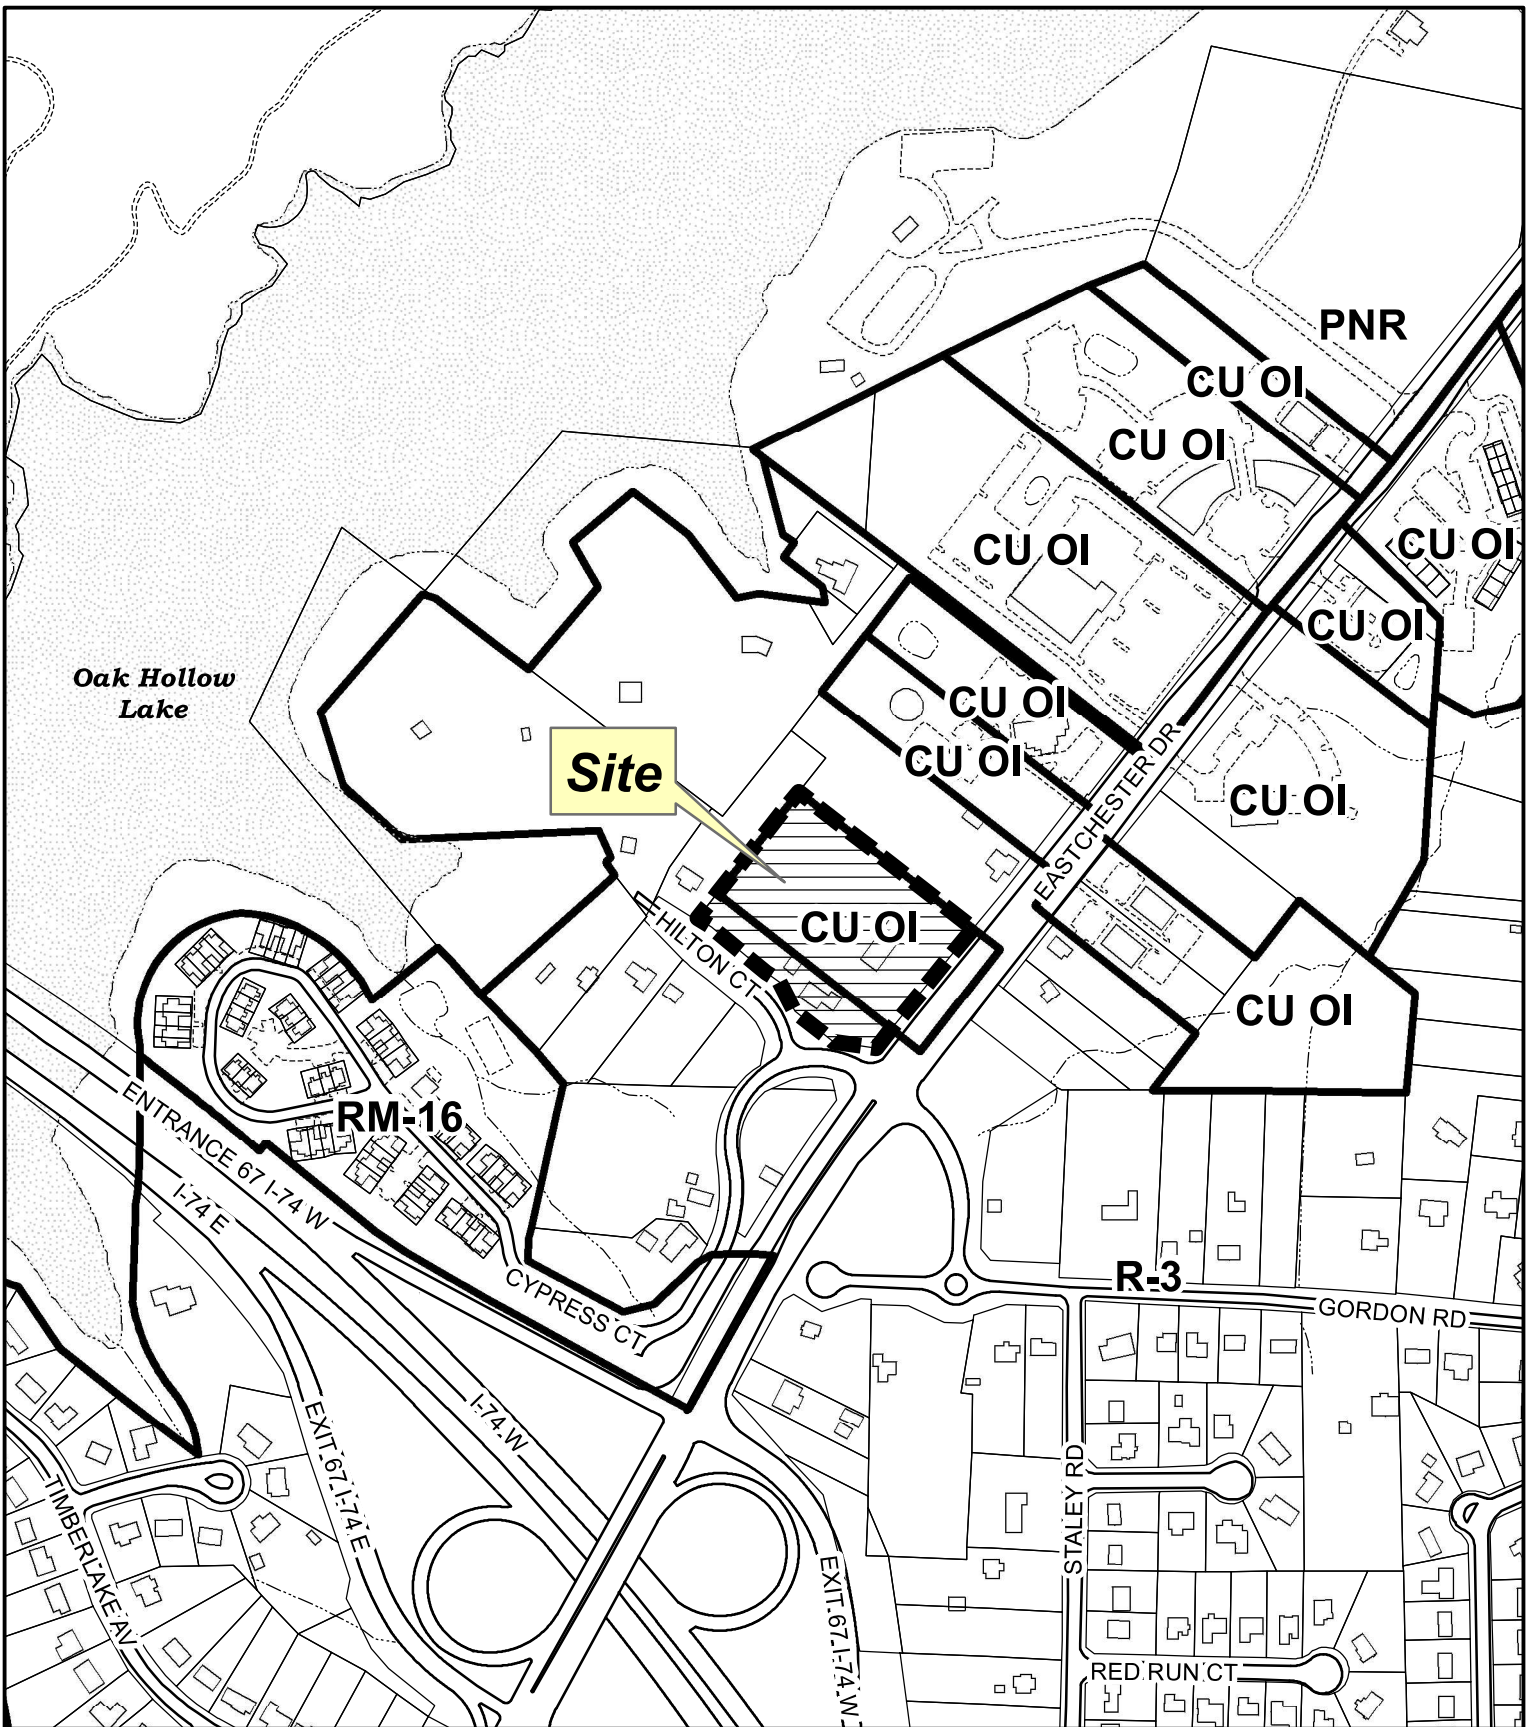 PNR
CU OI
CU OI
CU OI
CU OI
CU OI
Oak Hollow
Lake
CU OI
CU OI
Site
EASTCHESTER DR
CU OI
CU OI
HILTON CT
CU OI
RM-16
ENTRANCE 67 I-74 W
I-74 E
CYPRESS CT
R-3
GORDON RD
EXIT 67 I-74 E
I-74 W
TIMBERLAKE AV
STALEY RD
EXIT 67 I-74 W
RED RUN CT